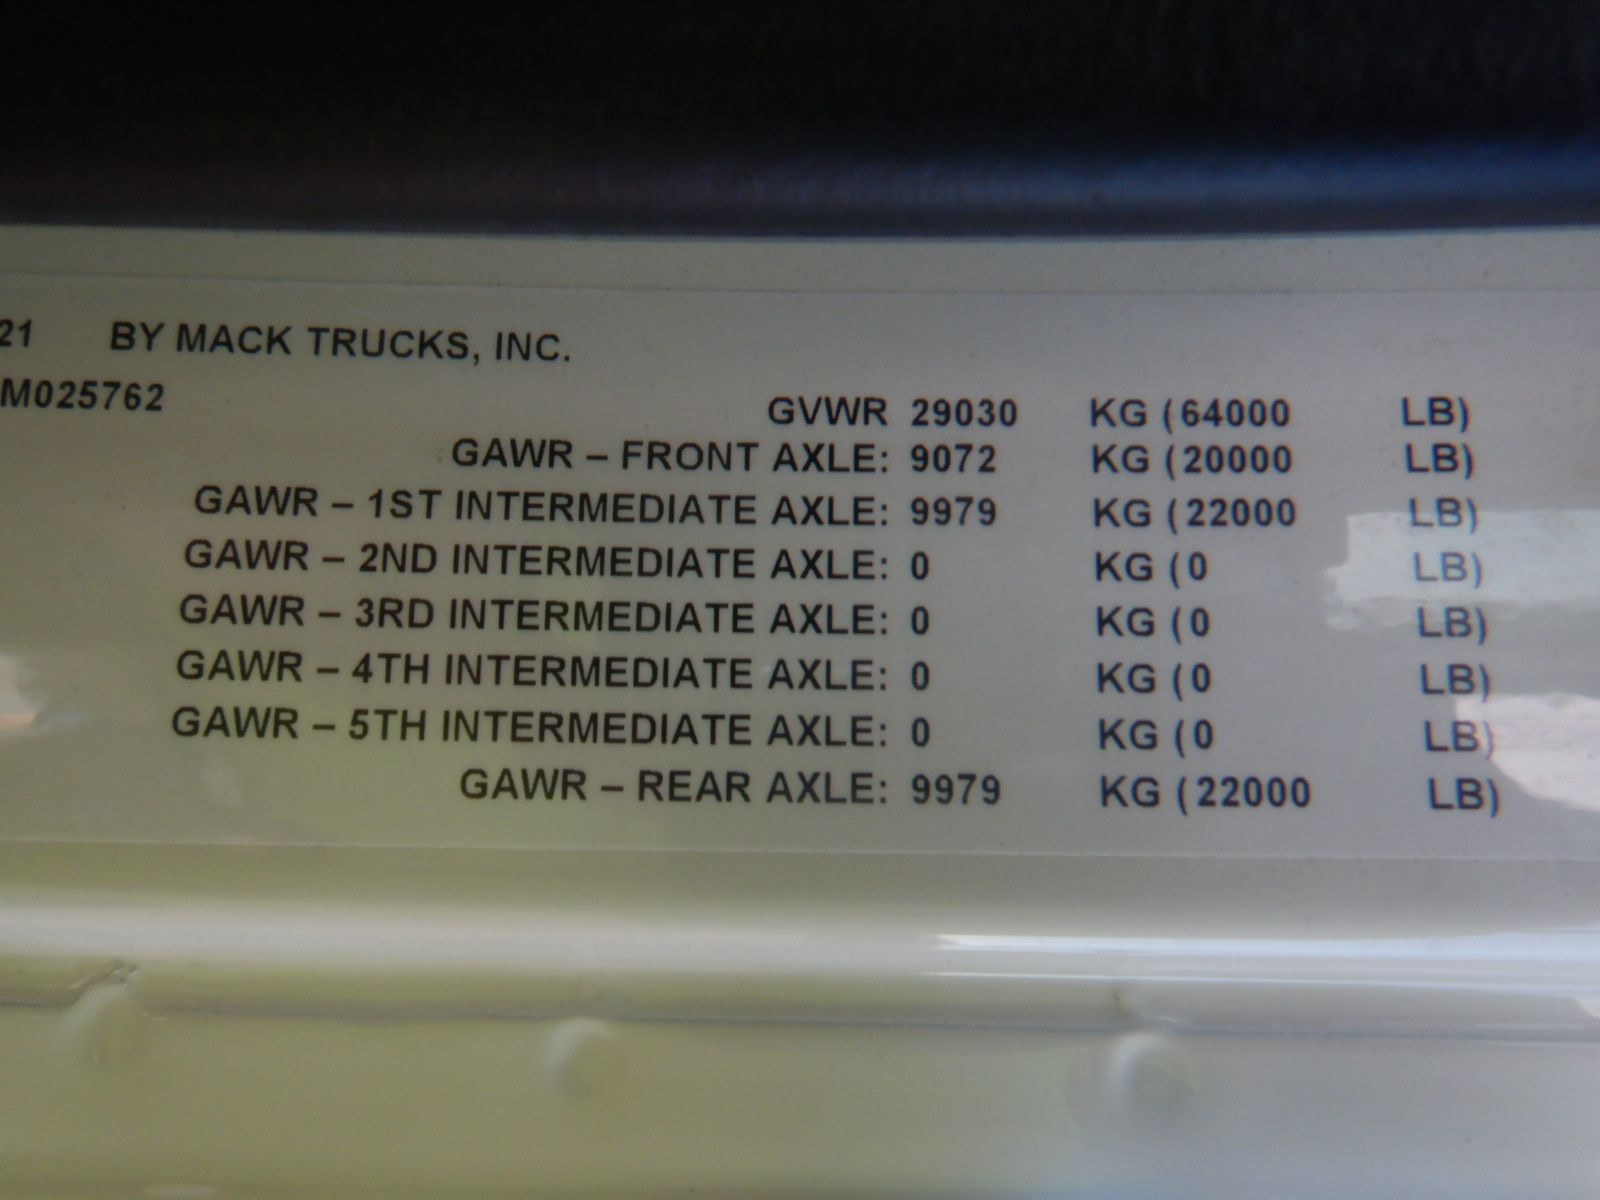 21 BY MACK TRUCKS, INC.
M025762
GVWR 29030 KG (64000 LB)
GAWR – FRONT AXLE: 9072 KG (20000 LB)
GAWR – 1ST INTERMEDIATE AXLE: 9979 KG (22000 LB)
GAWR – 2ND INTERMEDIATE AXLE: 0 KG (0 LB)
GAWR – 3RD INTERMEDIATE AXLE: 0 KG (0 LB)
GAWR – 4TH INTERMEDIATE AXLE: 0 KG (0 LB)
GAWR – 5TH INTERMEDIATE AXLE: 0 KG (0 LB)
GAWR – REAR AXLE: 9979 KG (22000 LB)